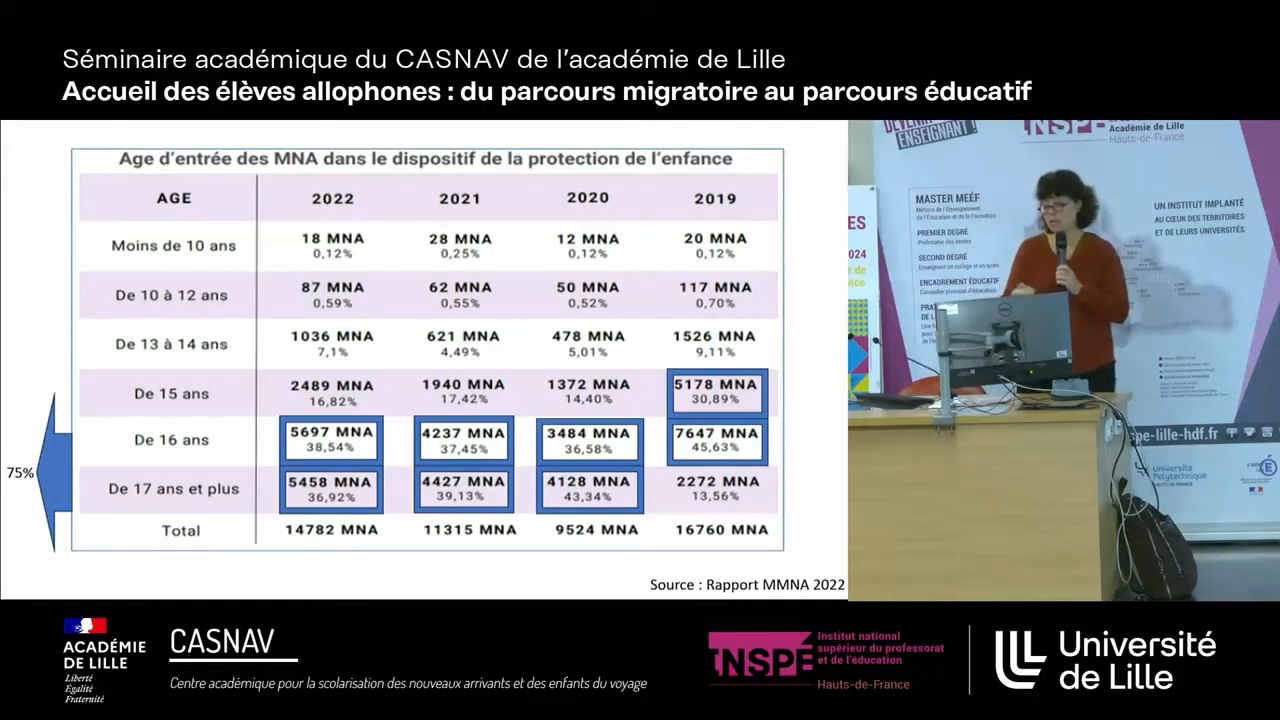 Séminaire académique du CASNAV de l'académie de Lille
Accueil des élèves allophones : du parcours migratoire au parcours éducatif
Age d'entrée des MNA dans le dispositif de la protection de l'enfance
AGE 2022 2021 2020 2019
Moins de 10 ans 18 MNA 28 MNA 12 MNA 20 MNA
0,12% 0,25% 0,12% 0,12%
De 10 à 12 ans 87 MNA 62 MNA 50 MNA 117 MNA
0,59% 0,55% 0,52% 0,70%
De 13 à 14 ans 1036 MNA 621 MNA 478 MNA 1526 MNA
7,1% 4,49% 5,01% 9,11%
De 15 ans 2489 MNA 1940 MNA 1372 MNA 5178 MNA
16,82% 17,42% 14,40% 30,89%
De 16 ans 5697 MNA 4237 MNA 3484 MNA 7647 MNA
38,54% 37,45% 36,58% 45,63%
De 17 ans et plus 5458 MNA 4427 MNA 4128 MNA 2272 MNA
36,92% 39,13% 43,34% 13,56%
Total 14782 MNA 11315 MNA 9524 MNA 16760 MNA
75%
Source : Rapport MMNA 2022
ENSEIGNANT !
INSPÉ
Académie de Lille
Hauts-de-France
MASTER MEEF
Métiers de l'Enseignement,
de l'Éducation et de la Formation
PREMIER DEGRÉ
Professeur des écoles
SECOND DEGRÉ
Enseignant en collège et en lycée
ENCADREMENT ÉDUCATIF
Conseiller principal d'éducation
UN INSTITUT IMPLANTÉ
AU CŒUR DES TERRITOIRES
ET DE LEURS UNIVERSITÉS
ES
2024
spe-lille-hdf.fr
Université
Polytechnique
HAUTS-DE-FRANCE
ACADÉMIE
DE LILLE
Liberté
Égalité
Fraternité
CASNAV
Centre académique pour la scolarisation des nouveaux arrivants et des enfants du voyage
INSPÉ
Institut national
supérieur du professorat
et de l'éducation
Hauts-de-France
Université
de Lille